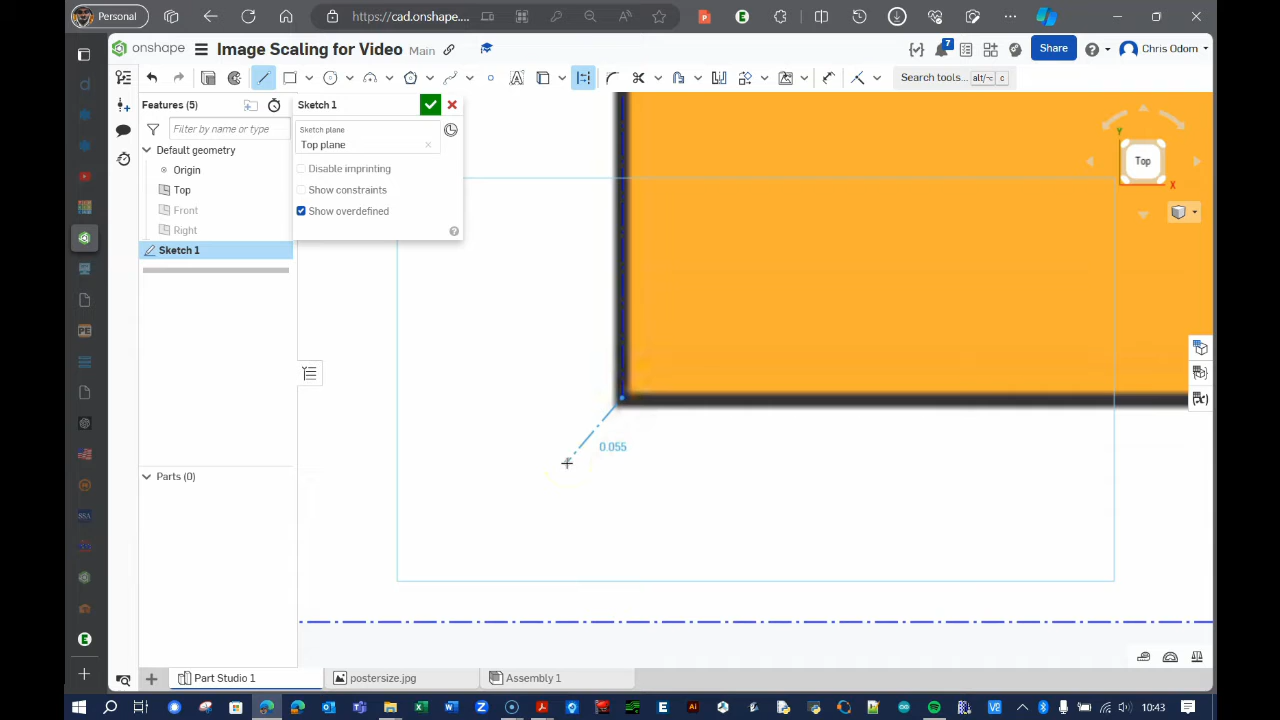 Personal
https://cad.onshape....
onshape
Image Scaling for Video
Main
7
Share
Chris Odom
Search tools...
alt/⌥
c
Features (5)
Filter by name or type
Default geometry
Origin
Top
Front
Right
Sketch 1
Parts (0)
Sketch 1
Sketch plane
Top plane
Disable imprinting
Show constraints
Show overdefined
0.055
Y
Top
X
Part Studio 1
postersize.jpg
Assembly 1
10:43